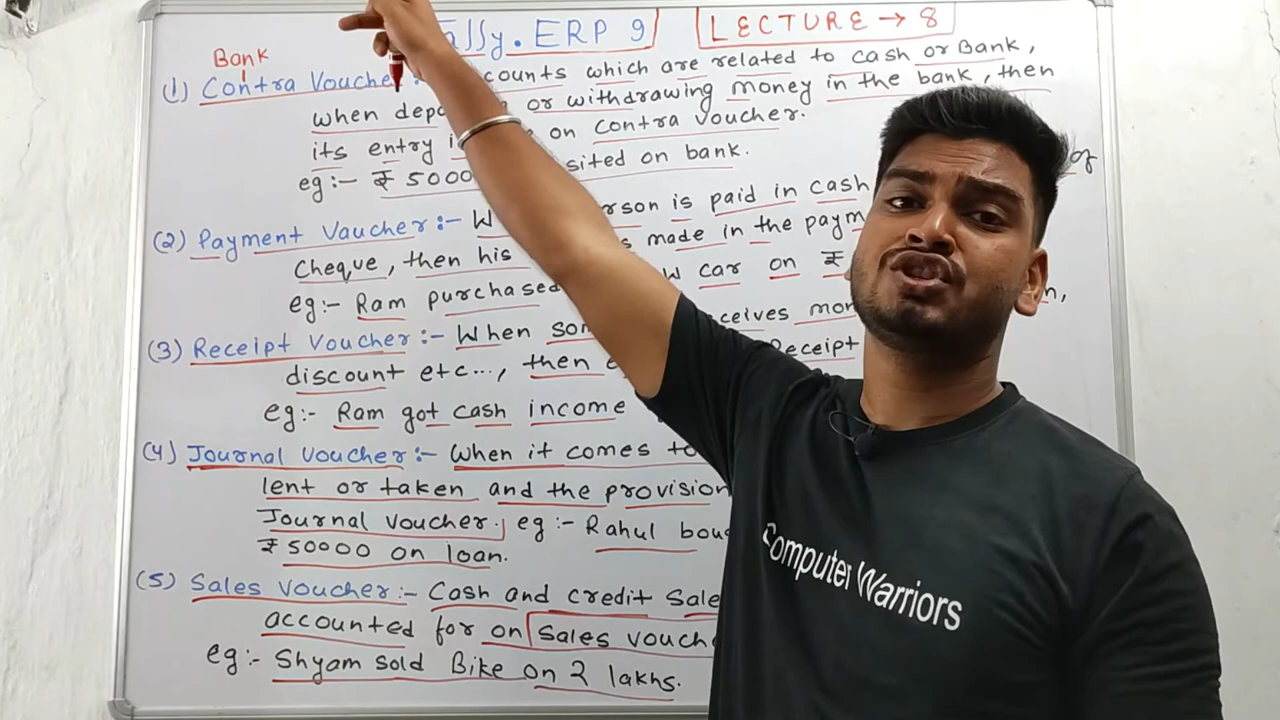 ally. ERP 9 LECTURE → 8
Bank
(1) Contra Voucher counts which are related to cash or Bank,
when depo or withdrawing money in the bank, then
its entry on contra voucher.
eg:- ₹ 5000 sited on bank.
(2) Payment Vaucher:- W rson is paid in cash or
Cheque, then his s made in the paym
eg:- Ram purchased w car on ₹
(3) Receipt Voucher:- When som ceives mon n,
discount etc..., then e Receipt
eg:- Ram got cash income
(4) Journal Voucher:- When it comes to
lent or taken and the provision
Journal Voucher. eg:- Rahul bou
₹ 50000 on loan.
(5) Sales Voucher:- Cash and credit Sale
accounted for on Sales vouch
eg:- Shyam sold Bike on 2 lakhs.
Computer Warriors